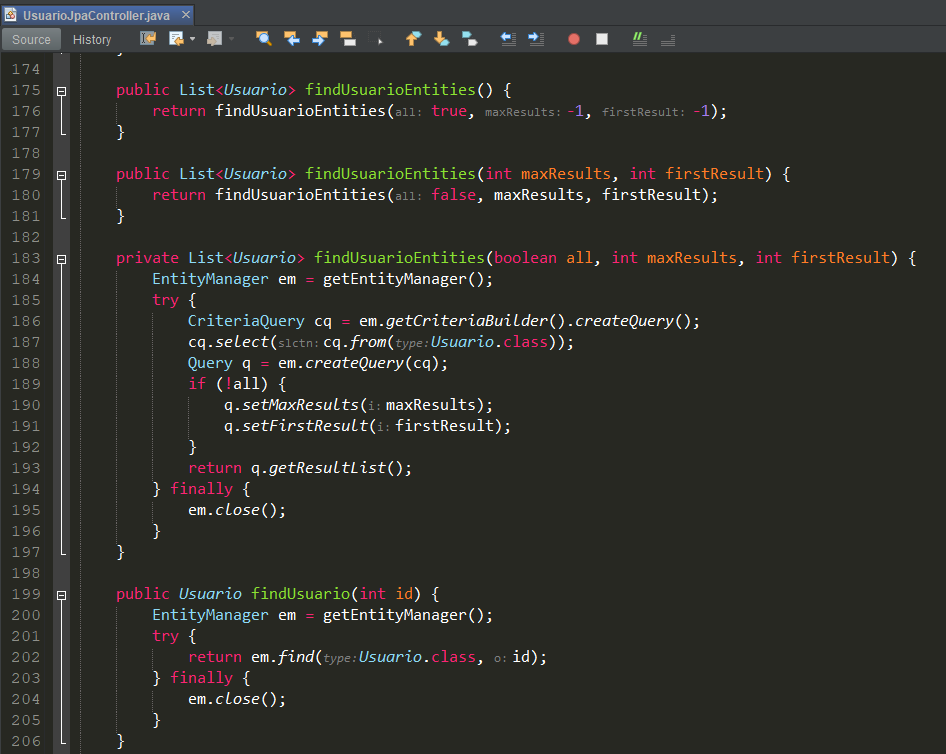 UsuarioJpaController.java ×
Source History
174
175 public List<Usuario> findUsuarioEntities() {
176 return findUsuarioEntities(all: true, maxResults: -1, firstResult: -1);
177 }
178
179 public List<Usuario> findUsuarioEntities(int maxResults, int firstResult) {
180 return findUsuarioEntities(all: false, maxResults, firstResult);
181 }
182
183 private List<Usuario> findUsuarioEntities(boolean all, int maxResults, int firstResult) {
184 EntityManager em = getEntityManager();
185 try {
186 CriteriaQuery cq = em.getCriteriaBuilder().createQuery();
187 cq.select(slctn: cq.from(type: Usuario.class));
188 Query q = em.createQuery(cq);
189 if (!all) {
190 q.setMaxResults(i: maxResults);
191 q.setFirstResult(i: firstResult);
192 }
193 return q.getResultList();
194 } finally {
195 em.close();
196 }
197 }
198
199 public Usuario findUsuario(int id) {
200 EntityManager em = getEntityManager();
201 try {
202 return em.find(type: Usuario.class, o: id);
203 } finally {
204 em.close();
205 }
206 }